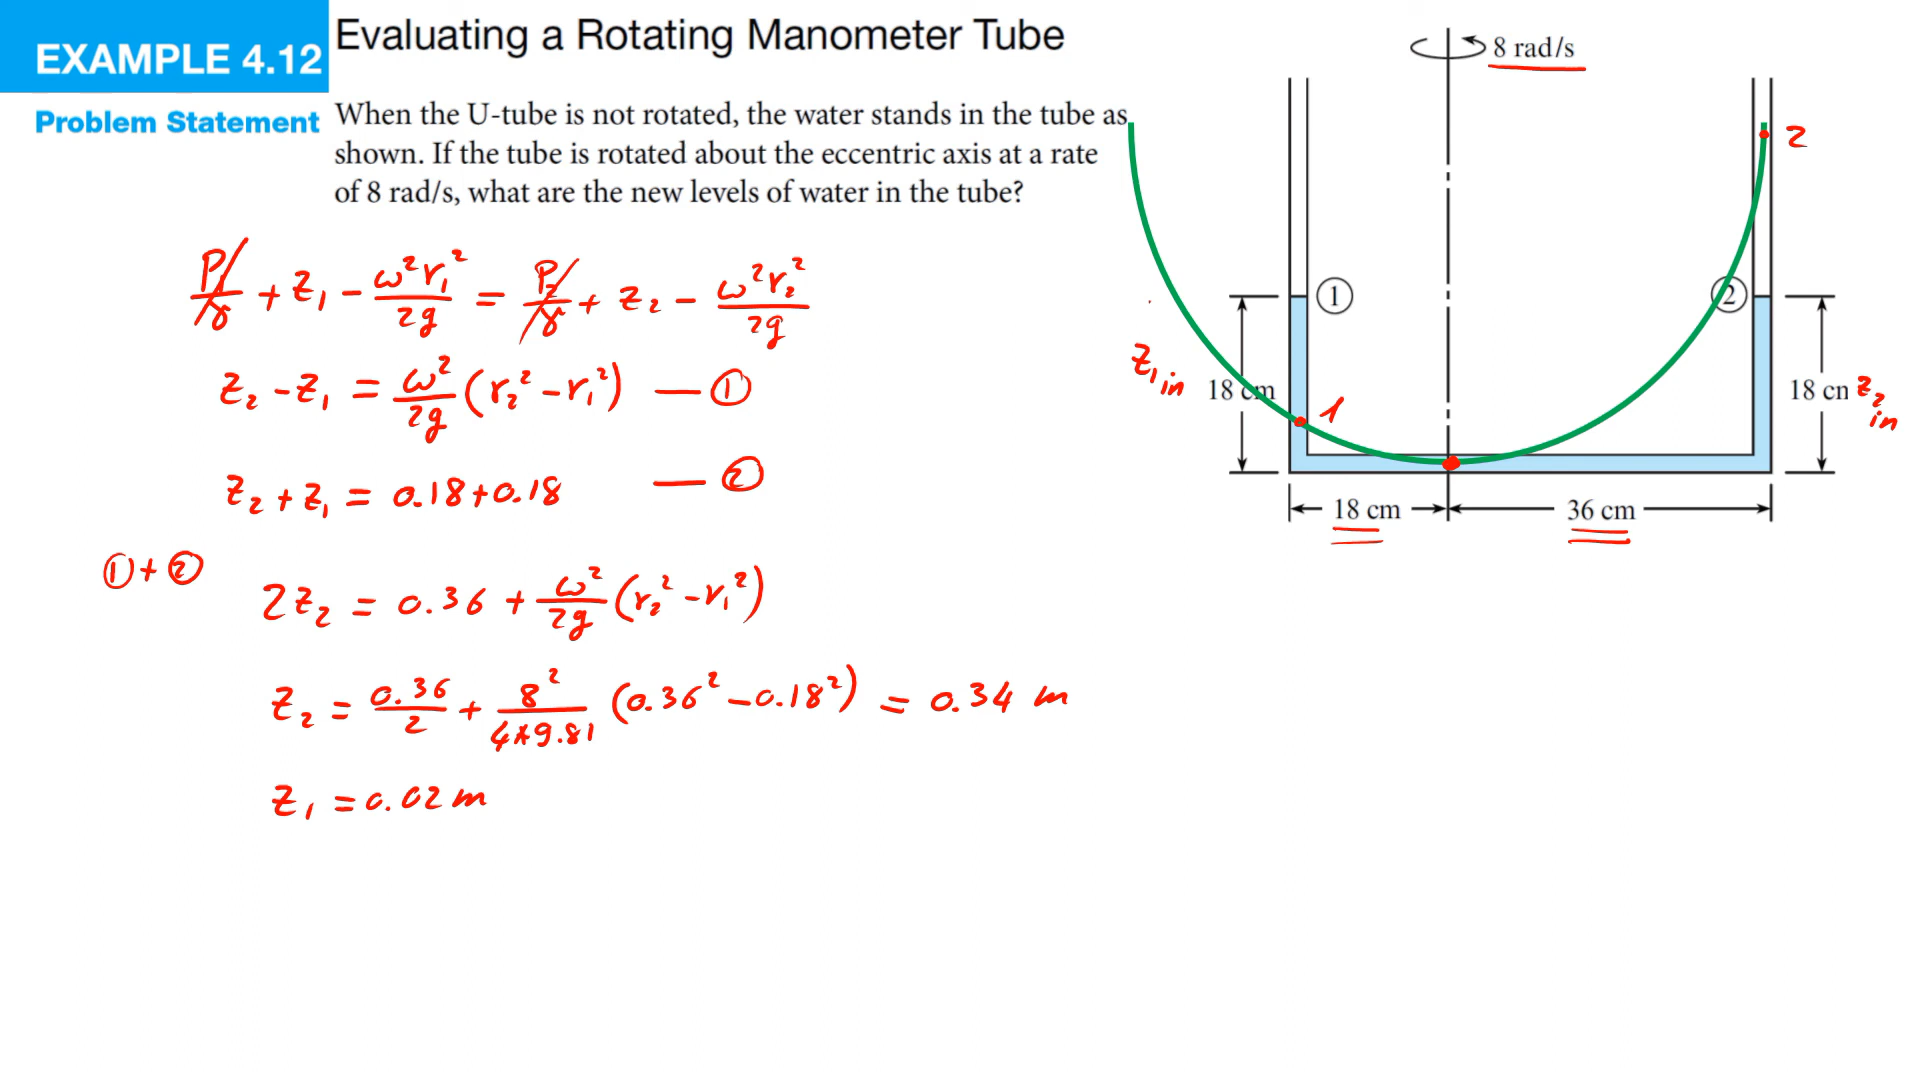 EXAMPLE 4.12
Evaluating a Rotating Manometer Tube
Problem Statement
When the U-tube is not rotated, the water stands in the tube as
shown. If the tube is rotated about the eccentric axis at a rate
of 8 rad/s, what are the new levels of water in the tube?
P₁/γ + z₁ - ω²r₁²/2g = P₂/γ + z₂ - ω²r₂²/2g
z₂ - z₁ = ω²/2g (r₂² - r₁²) — ①
z₂ + z₁ = 0.18+0.18 — ②
①+②
2z₂ = 0.36 + ω²/2g (r₂² - r₁²)
z₂ = 0.36/2 + 8²/4*9.81 (0.36² - 0.18²) = 0.34 m
z₁ = 0.02 m
8 rad/s
2
① ②
z₁ in
18 cm
1
18 cn
z₂ in
18 cm
36 cm